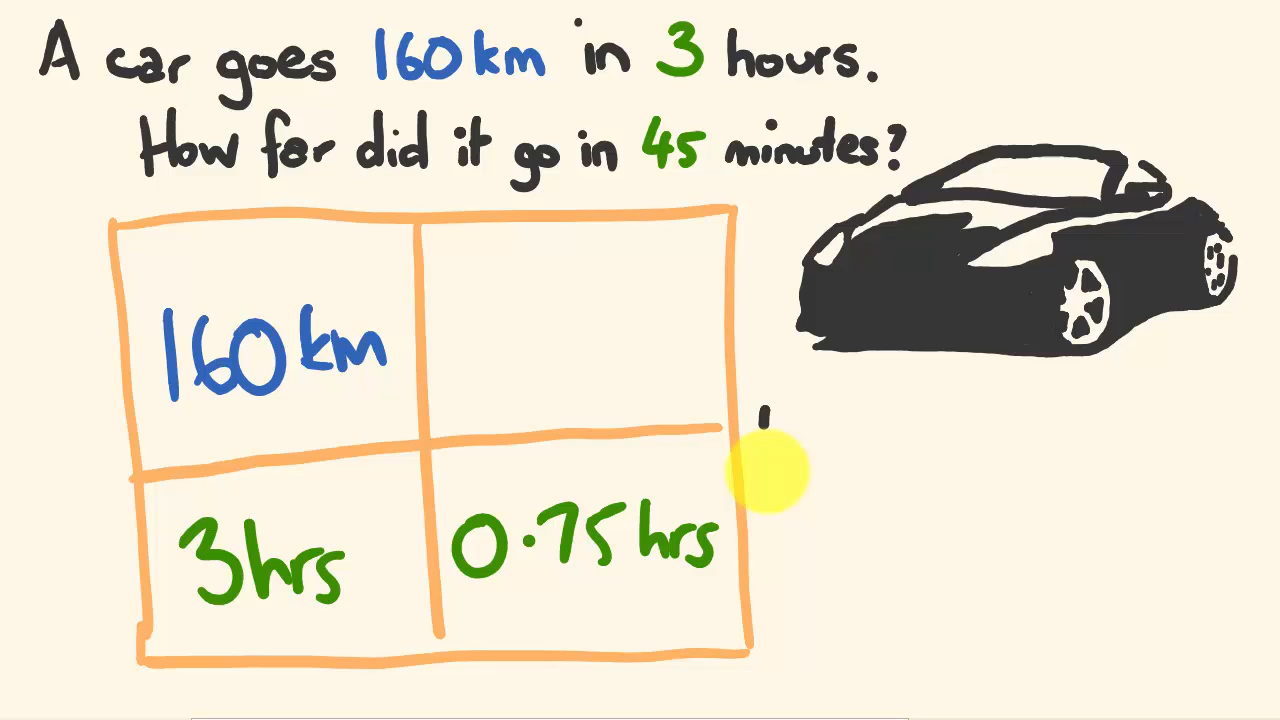 A car goes 160km in 3 hours.
How far did it go in 45 minutes?
160km
3hrs
0.75hrs